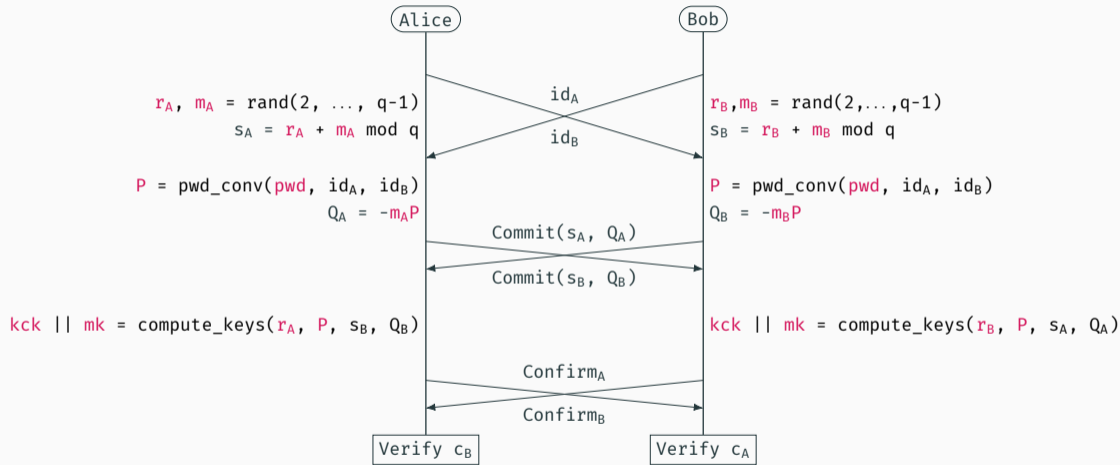 Alice
Bob
id_A
r_A, m_A = rand(2, ..., q-1)
r_B,m_B = rand(2,...,q-1)
s_A = r_A + m_A mod q
id_B
s_B = r_B + m_B mod q
P = pwd_conv(pwd, id_A, id_B)
P = pwd_conv(pwd, id_A, id_B)
Q_A = -m_AP
Q_B = -m_BP
Commit(s_A, Q_A)
Commit(s_B, Q_B)
kck || mk = compute_keys(r_A, P, s_B, Q_B)
kck || mk = compute_keys(r_B, P, s_A, Q_A)
Confirm_A
Confirm_B
Verify c_B
Verify c_A